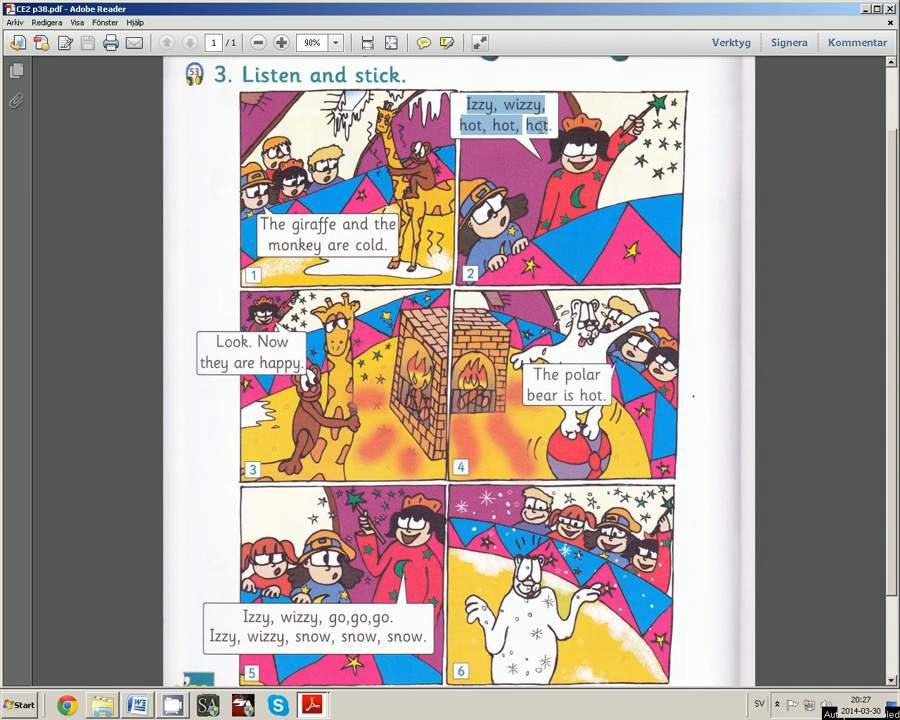 CE2 p38.pdf - Adobe Reader
Arkiv Redigera Visa Fönster Hjälp
1 / 1
90%
Verktyg Signera Kommentar
53
3. Listen and stick.
Izzy, wizzy,
hot, hot, hot.
The giraffe and the
monkey are cold.
1
2
Look. Now
they are happy.
The polar
bear is hot.
3
4
Izzy, wizzy, go,go,go.
Izzy, wizzy, snow, snow, snow.
5
6
Start
W
SA
SV
20:27
2014-03-30